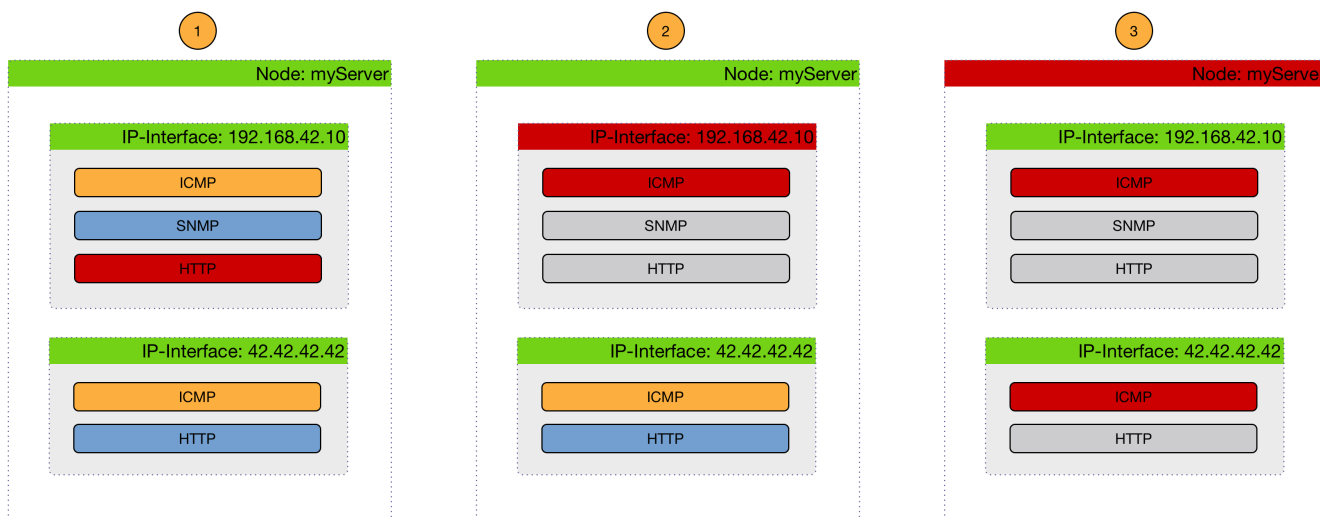 1
Node: myServer
IP-Interface: 192.168.42.10
ICMP
SNMP
HTTP
IP-Interface: 42.42.42.42
ICMP
HTTP
2
Node: myServer
IP-Interface: 192.168.42.10
ICMP
SNMP
HTTP
IP-Interface: 42.42.42.42
ICMP
HTTP
3
Node: myServe
IP-Interface: 192.168.42.10
ICMP
SNMP
HTTP
IP-Interface: 42.42.42.42
ICMP
HTTP